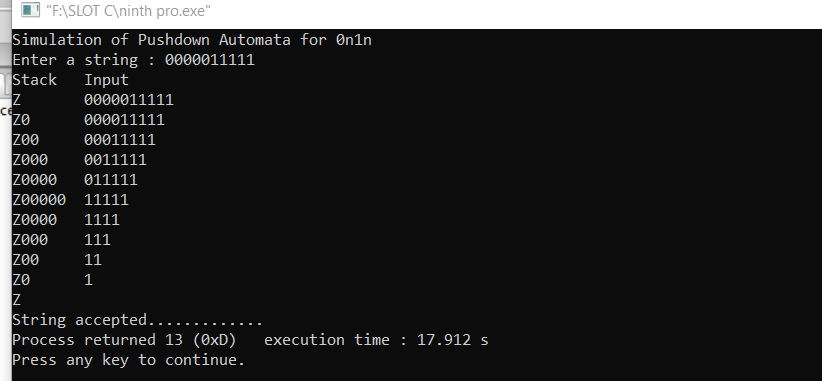 "F:\SLOT C\ninth pro.exe"
Simulation of Pushdown Automata for 0n1n
Enter a string : 0000011111
Stack   Input
Z       0000011111
Z0      000011111
Z00     00011111
Z000    0011111
Z0000   011111
Z00000  11111
Z0000   1111
Z000    111
Z00     11
Z0      1
Z
String accepted.............
Process returned 13 (0xD)   execution time : 17.912 s
Press any key to continue.